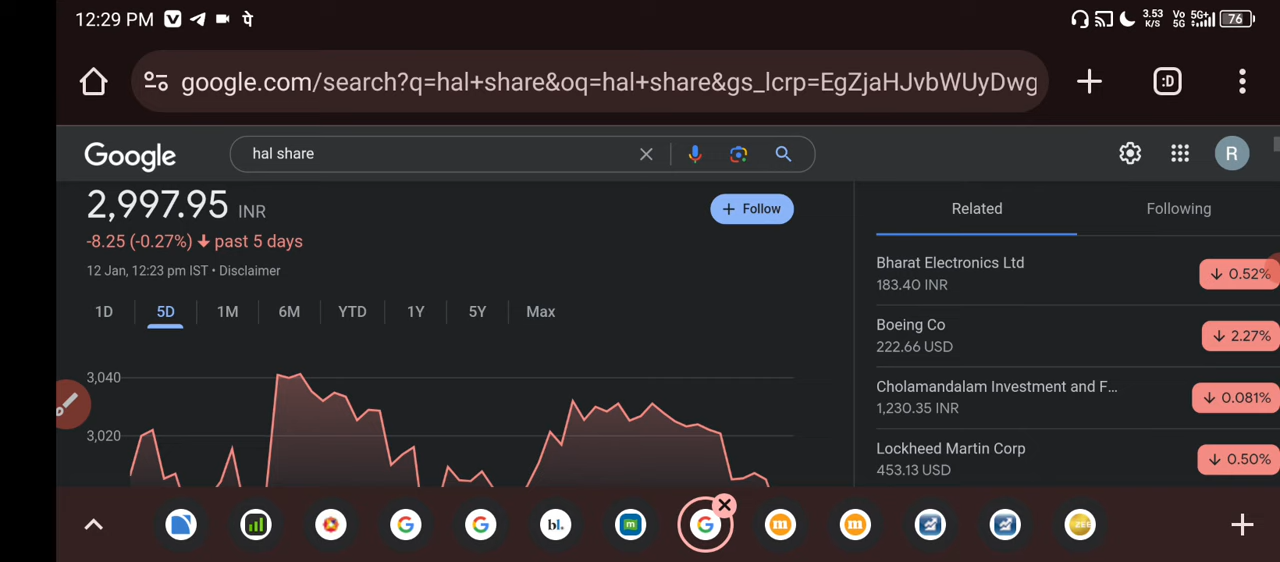 12:29 PM पे
3.53 K/S Vo 5G 5G+ 76
google.com/search?q=hal+share&oq=hal+share&gs_lcrp=EgZjaHJvbWUyDwg
:D
Google
hal share
R
2,997.95 INR
+ Follow
-8.25 (-0.27%) ↓ past 5 days
12 Jan, 12:23 pm IST • Disclaimer
1D 5D 1M 6M YTD 1Y 5Y Max
3,040
3,020
Related Following
Bharat Electronics Ltd
183.40 INR
↓ 0.52%
Boeing Co
222.66 USD
↓ 2.27%
Cholamandalam Investment and F...
1,230.35 INR
↓ 0.081%
Lockheed Martin Corp
453.13 USD
↓ 0.50%
bl. m m m ZEE